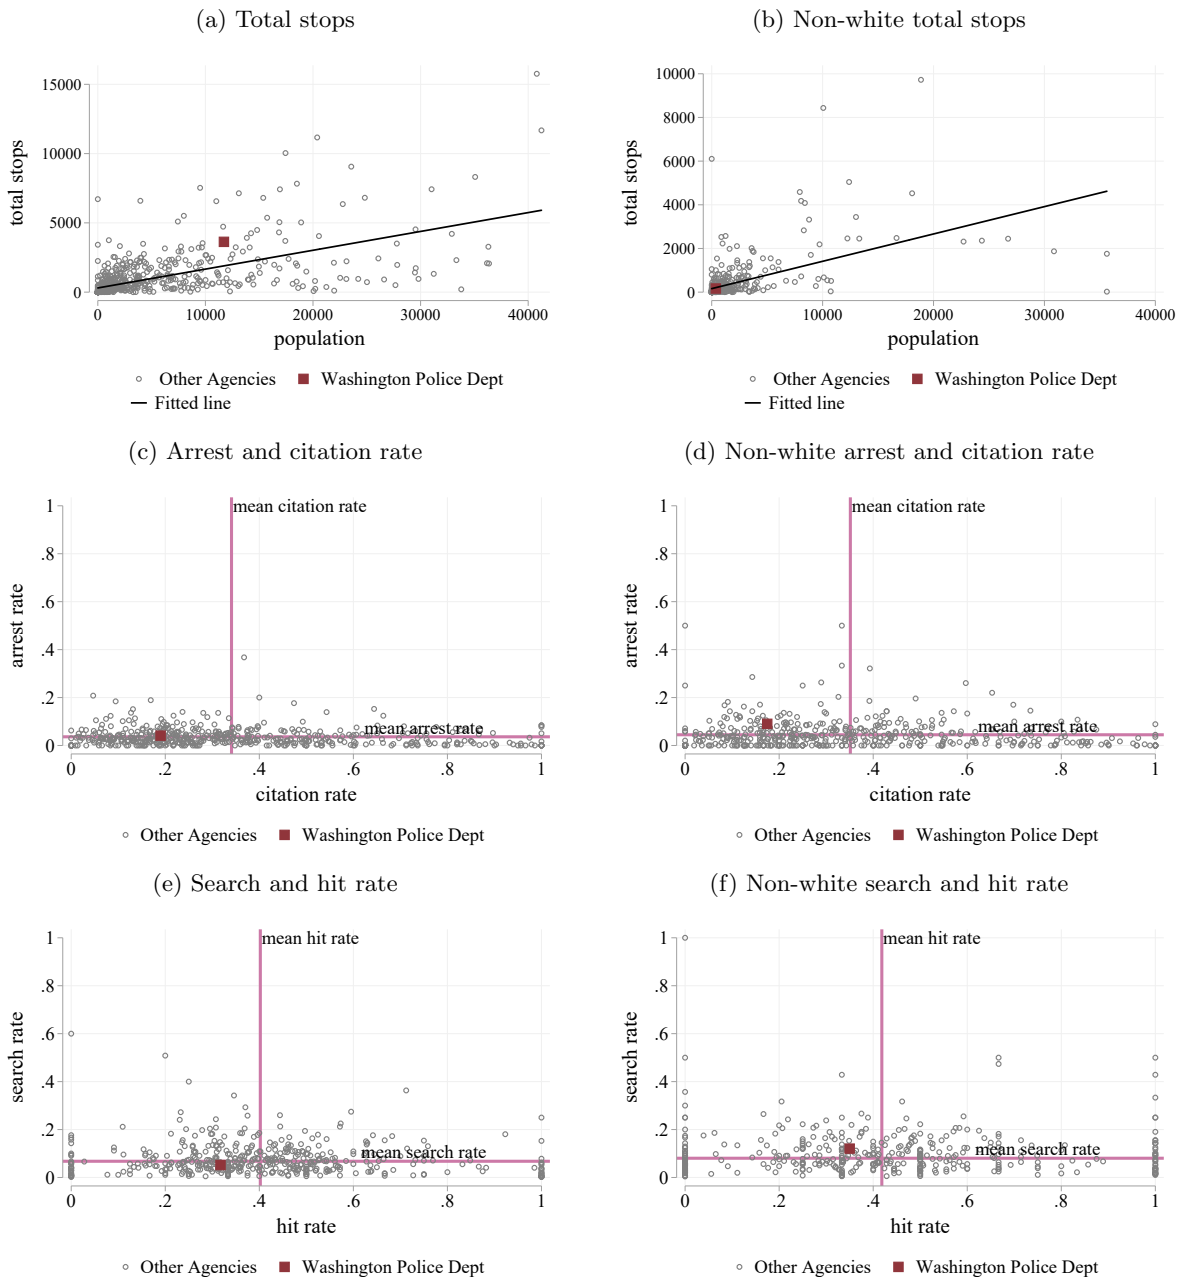 (a) Total stops
(b) Non-white total stops
total stops
15000
10000
5000
0
0 10000 20000 30000 40000
population
Other Agencies Washington Police Dept
Fitted line
total stops
10000
8000
6000
4000
2000
0
0 10000 20000 30000 40000
population
Other Agencies Washington Police Dept
Fitted line
(c) Arrest and citation rate
(d) Non-white arrest and citation rate
arrest rate
1
.8
.6
.4
.2
0
mean citation rate
mean arrest rate
0 .2 .4 .6 .8 1
citation rate
Other Agencies Washington Police Dept
arrest rate
1
.8
.6
.4
.2
0
mean citation rate
mean arrest rate
0 .2 .4 .6 .8 1
citation rate
Other Agencies Washington Police Dept
(e) Search and hit rate
(f) Non-white search and hit rate
search rate
1
.8
.6
.4
.2
0
mean hit rate
mean search rate
0 .2 .4 .6 .8 1
hit rate
Other Agencies Washington Police Dept
search rate
1
.8
.6
.4
.2
0
mean hit rate
mean search rate
0 .2 .4 .6 .8 1
hit rate
Other Agencies Washington Police Dept